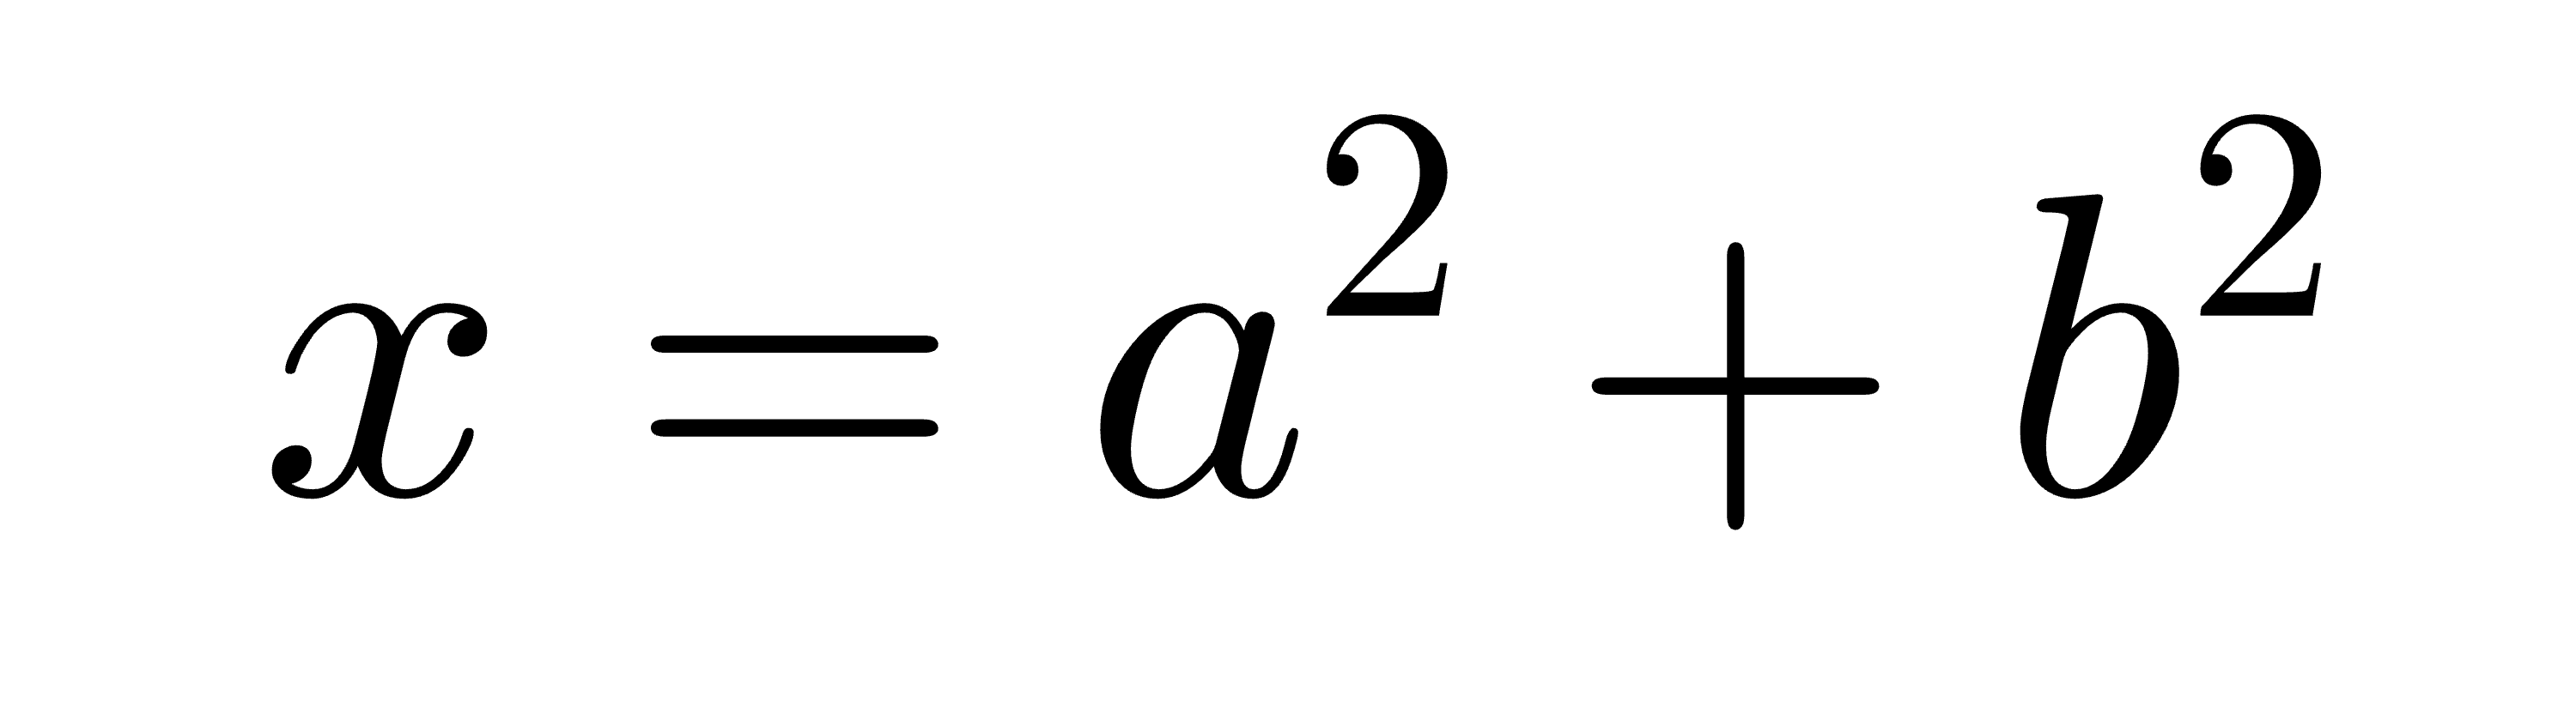 x = a² + b²